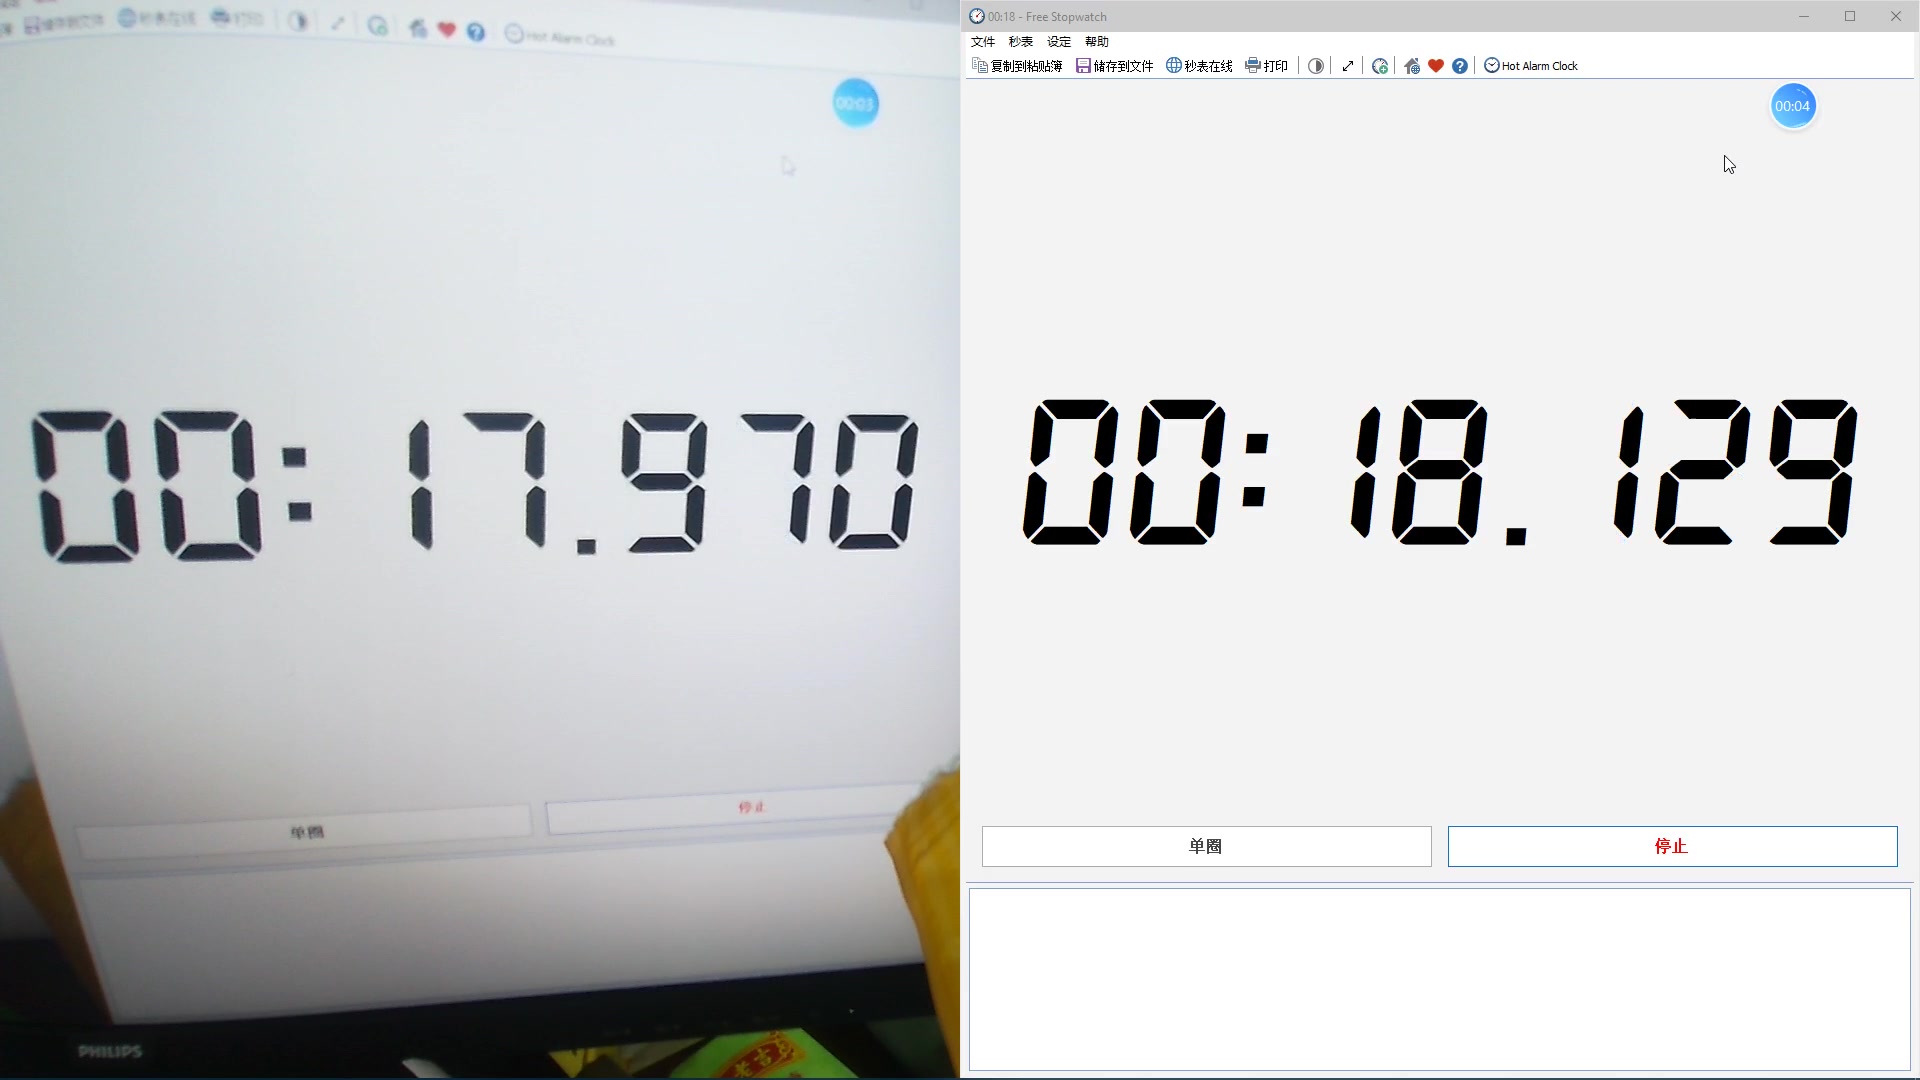 储存到文件 秒表在线 打印 Hot Alarm Clock
00:03
00:17.970
单圈 停止
PHILIPS
00:18 - Free Stopwatch
文件 秒表 设定 帮助
复制到粘贴簿 储存到文件 秒表在线 打印 Hot Alarm Clock
00:04
00:18.129
单圈 停止